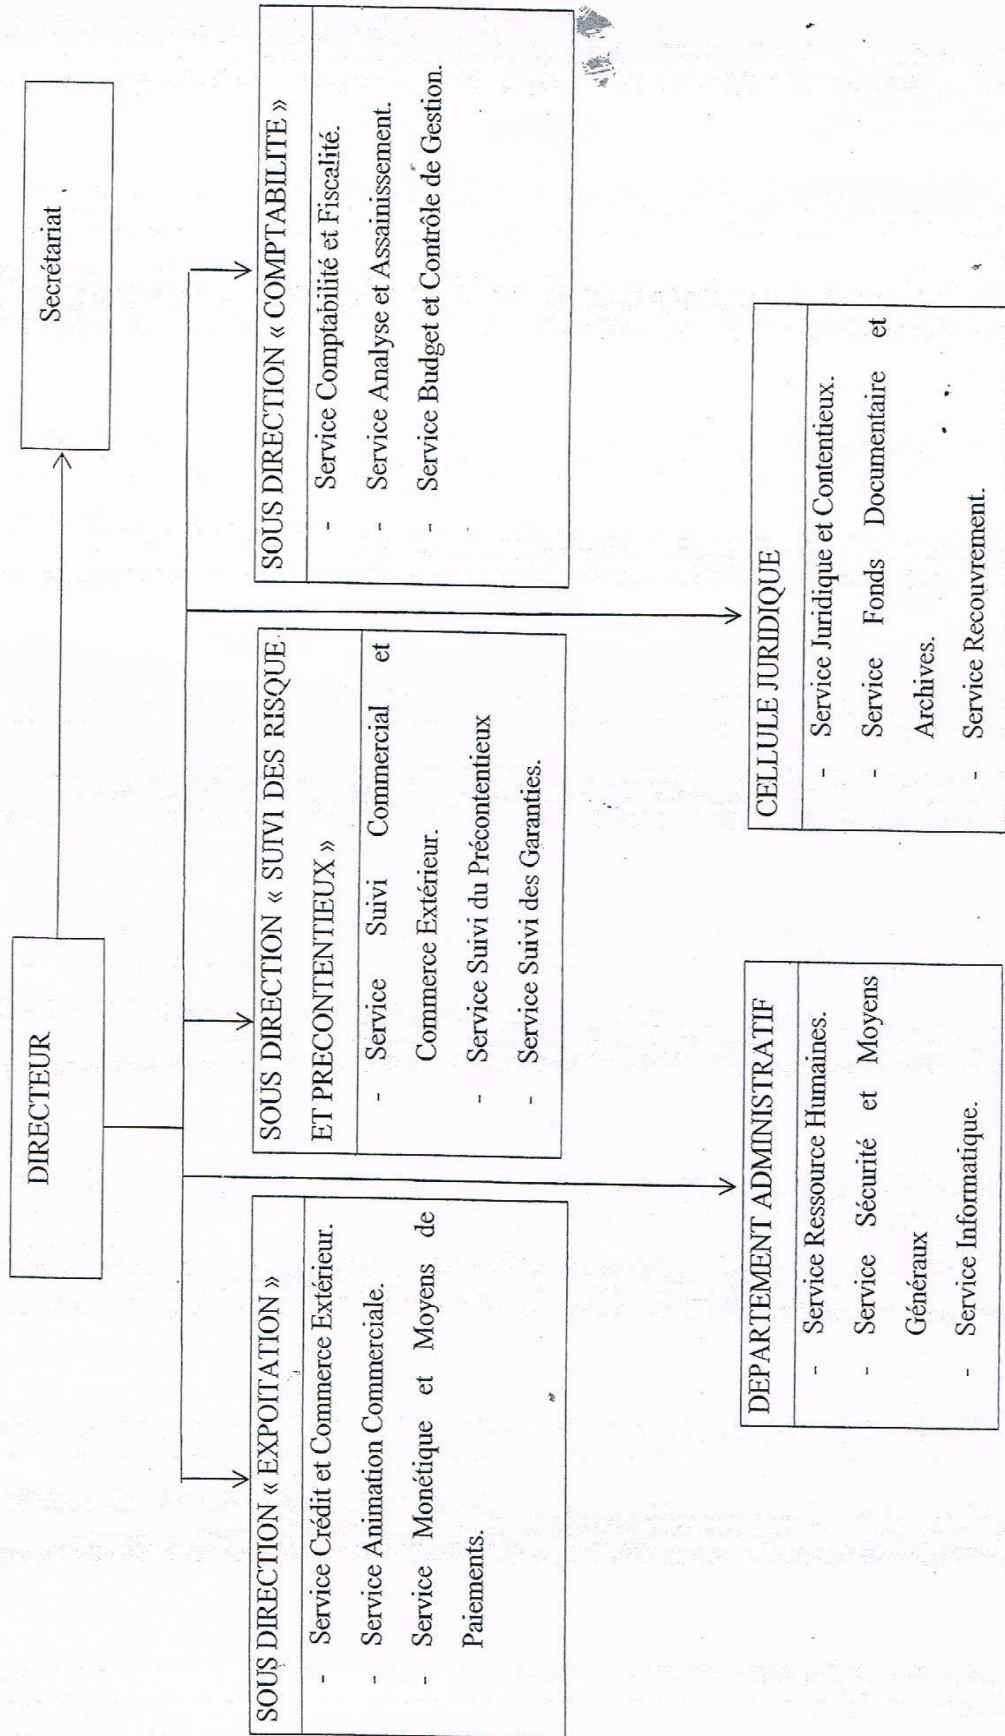 DIRECTEUR
Secrétariat
SOUS DIRECTION « EXPOITATION »
- Service Crédit et Commerce Extérieur.
- Service Animation Commerciale.
- Service Monétique et Moyens de
Paiements.
SOUS DIRECTION « SUIVI DES RISQUE
ET PRECONTENTIEUX »
- Service Suivi Commercial et
Commerce Extérieur.
- Service Suivi du Précontentieux
- Service Suivi des Garanties.
SOUS DIRECTION « COMPTABILITE »
- Service Comptabilité et Fiscalité.
- Service Analyse et Assainissement.
- Service Budget et Contrôle de Gestion.
DEPARTEMENT ADMINISTRATIF
- Service Ressource Humaines.
- Service Sécurité et Moyens
Généraux
- Service Informatique.
CELLULE JURIDIQUE
- Service Juridique et Contentieux.
- Service Fonds Documentaire et
Archives.
- Service Recouvrement.